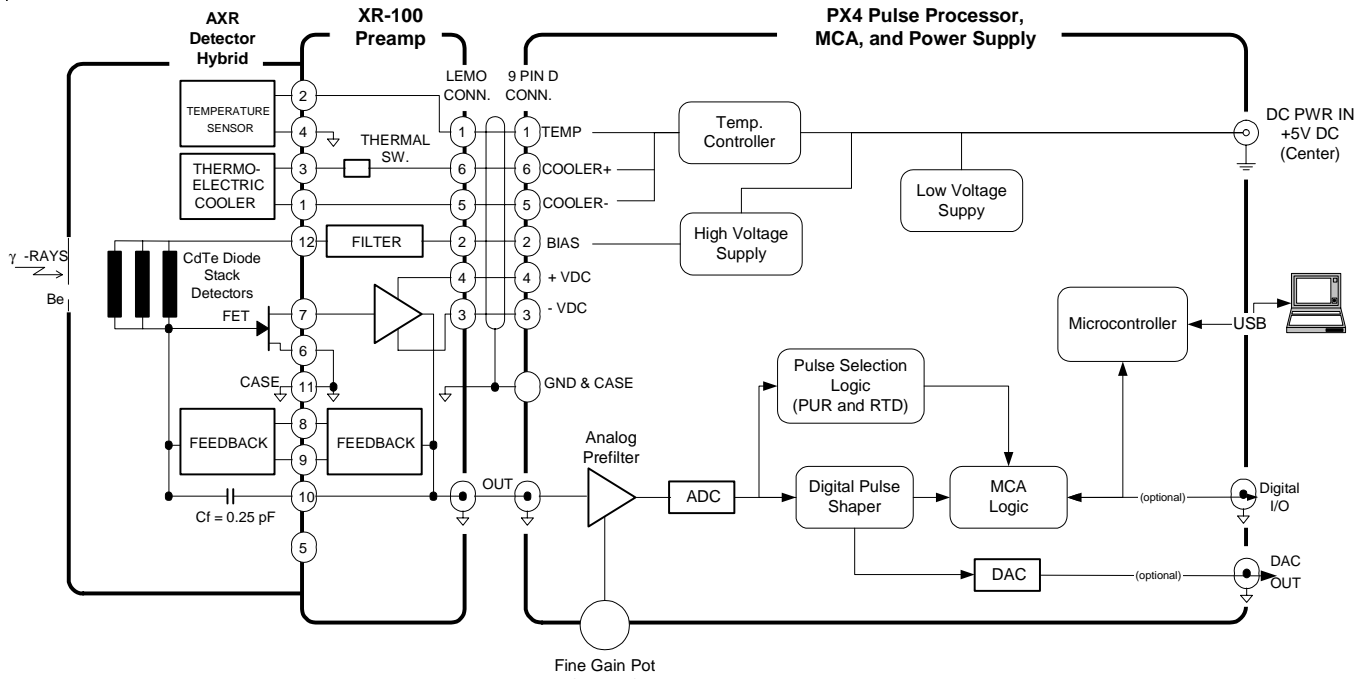 AXR
Detector
Hybrid
XR-100
Preamp
PX4 Pulse Processor,
MCA, and Power Supply
LEMO
CONN.
9 PIN D
CONN.
TEMPERATURE
SENSOR
2
4
THERMAL
SW.
1
1
TEMP
Temp.
Controller
DC PWR IN
+5V DC
(Center)
THERMO-
ELECTRIC
COOLER
3
1
6
6
COOLER+
5
5
COOLER-
Low Voltage
Suppy
12
FILTER
2
2
BIAS
High Voltage
Supply
γ -RAYS
Be
CdTe Diode
Stack
Detectors
4
4
+ VDC
FET
7
3
3
- VDC
6
Microcontroller
USB
CASE
11
GND & CASE
Pulse Selection
Logic
(PUR and RTD)
FEEDBACK
8
9
FEEDBACK
Analog
Prefilter
10
OUT
ADC
Digital Pulse
Shaper
MCA
Logic
(optional)
Digital
I/O
Cf = 0.25 pF
5
DAC
(optional)
DAC
OUT
Fine Gain Pot